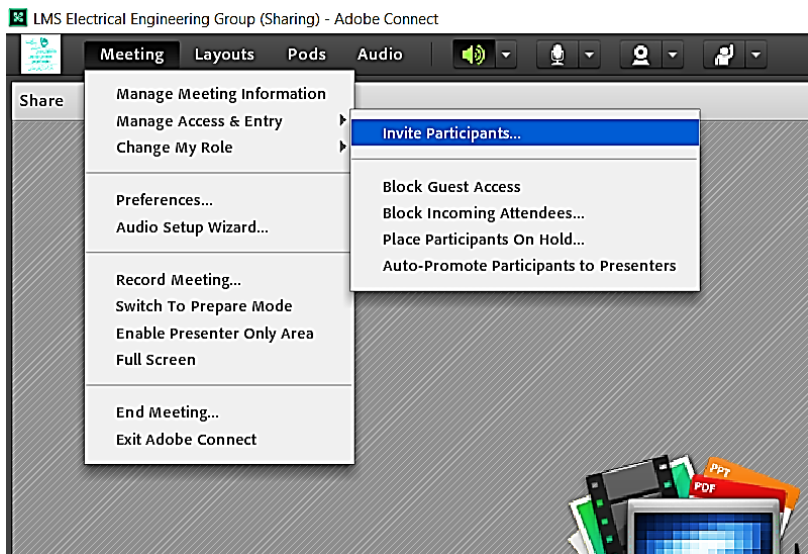 LMS Electrical Engineering Group (Sharing) - Adobe Connect
Meeting Layouts Pods Audio
Share
Manage Meeting Information
Manage Access & Entry
Change My Role
Preferences...
Audio Setup Wizard...
Record Meeting...
Switch To Prepare Mode
Enable Presenter Only Area
Full Screen
End Meeting...
Exit Adobe Connect
Invite Participants...
Block Guest Access
Block Incoming Attendees...
Place Participants On Hold...
Auto-Promote Participants to Presenters
PPT
PDF